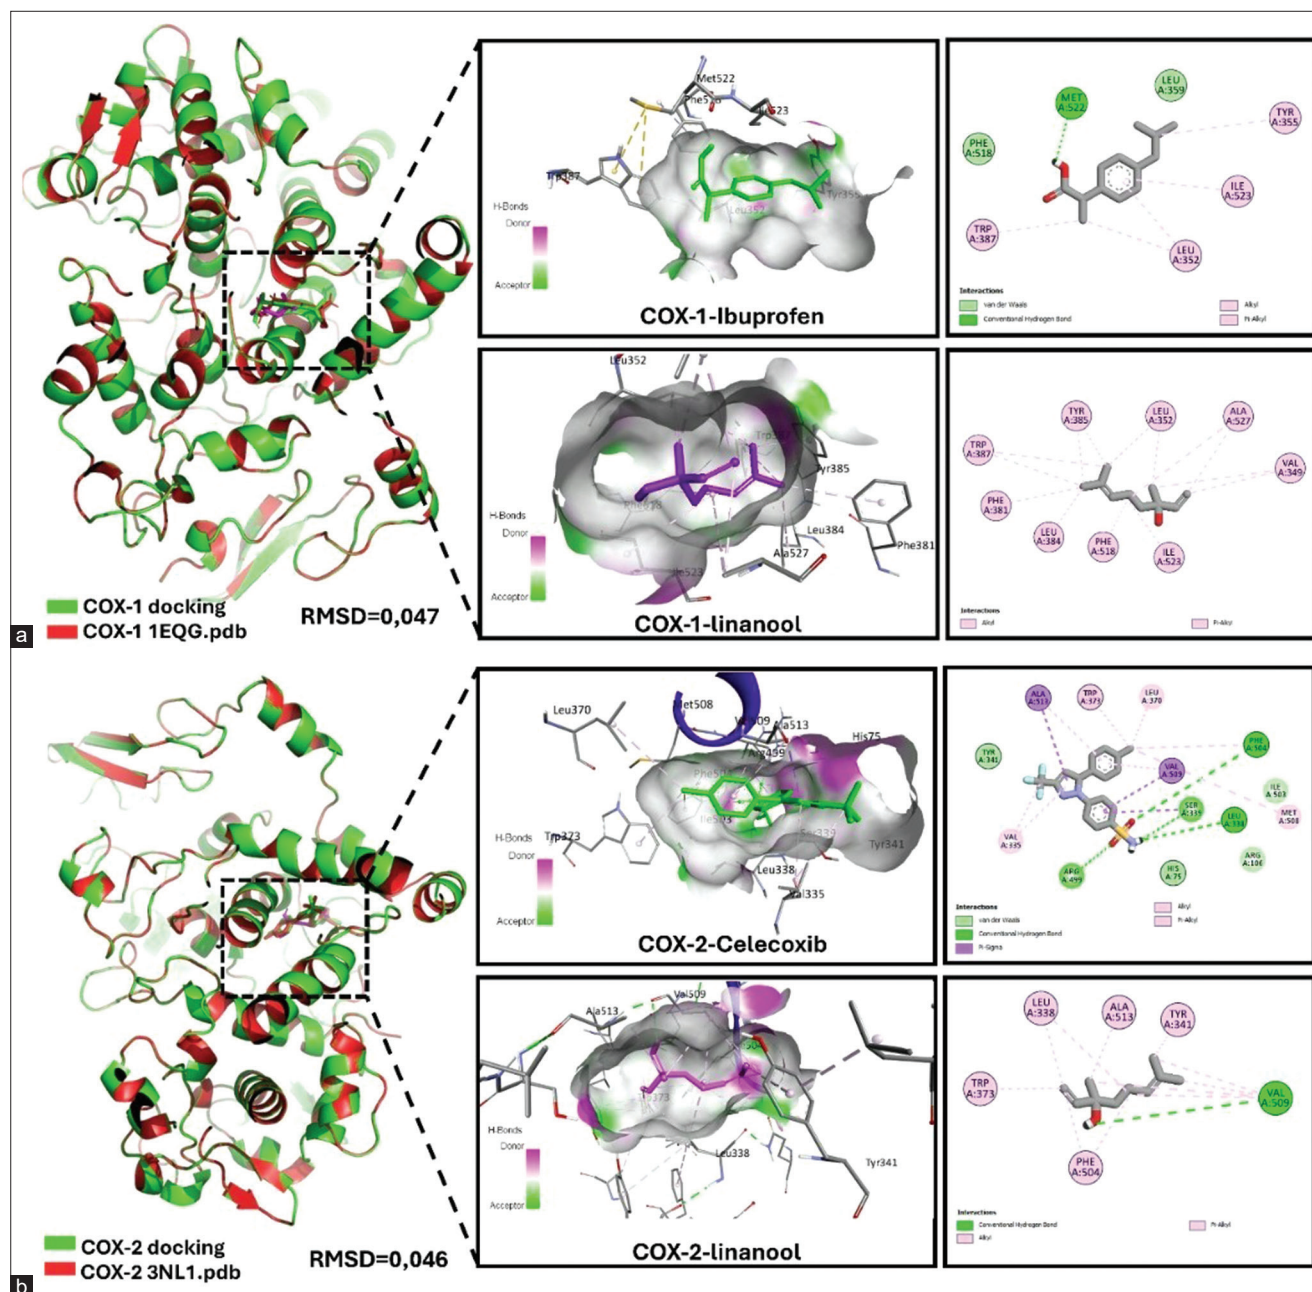 Met522
Trp387
Leu352
Tyr355
H-Bonds
Donor
Acceptor
COX-1-Ibuprofen
MET
A:522
LEU
A:359
TYR
A:355
PHE
A:518
ILE
A:523
TRP
A:387
LEU
A:352
Interactions
van der Waals
Conventional Hydrogen Bond
Alkyl
Pi-Alkyl
Leu352
Tyr385
Leu384
Phe381
Ala527
H-Bonds
Donor
Acceptor
COX-1-linanool
TYR
A:385
LEU
A:352
ALA
A:527
TRP
A:387
VAL
A:349
PHE
A:381
LEU
A:384
PHE
A:518
ILE
A:523
Interactions
Alkyl
Pi-Alkyl
COX-1 docking
COX-1 1EQG.pdb
RMSD=0,047
a
Leu370
Met508
His75
Trp373
Tyr341
Leu338
Val335
H-Bonds
Donor
Acceptor
COX-2-Celecoxib
ALA
A:513
TRP
A:373
LEU
A:370
TYR
A:341
PHE
A:504
VAL
A:509
ILE
A:503
SER
A:339
LEU
A:338
MET
A:508
VAL
A:335
ARG
A:106
ARG
A:499
HIS
A:75
Interactions
van der Waals
Conventional Hydrogen Bond
Pi-Sigma
Alkyl
Pi-Alkyl
Val509
Ala513
Leu338
Tyr341
H-Bonds
Donor
Acceptor
COX-2-linanool
LEU
A:338
ALA
A:513
TYR
A:341
TRP
A:373
VAL
A:509
PHE
A:504
Interactions
Conventional Hydrogen Bond
Alkyl
Pi-Alkyl
COX-2 docking
COX-2 3NL1.pdb
RMSD=0,046
b